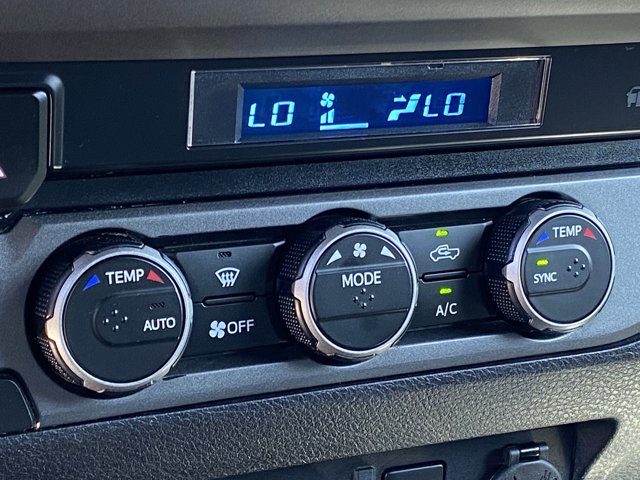 LO LO
TEMP AUTO
OFF
MODE
A/C
TEMP SYNC